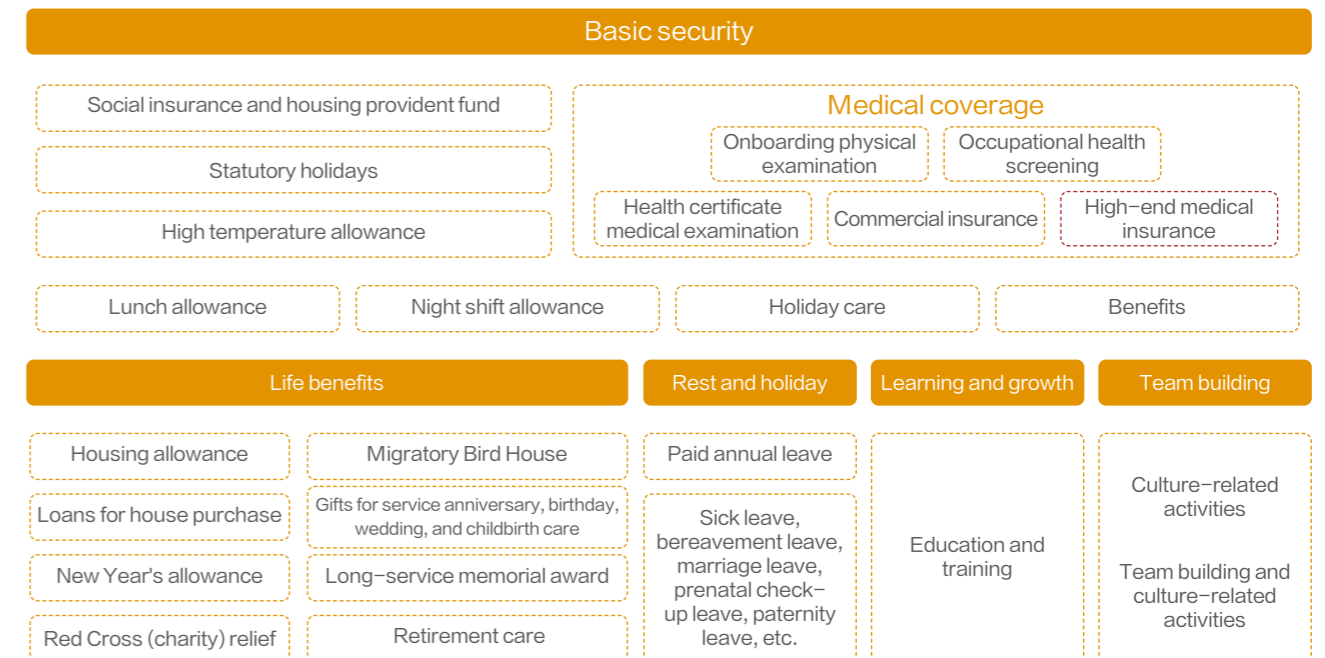 Basic security
Social insurance and housing provident fund
Statutory holidays
High temperature allowance
Medical coverage
Onboarding physical
examination
Occupational health
screening
Health certificate
medical examination
Commercial insurance
High-end medical
insurance
Lunch allowance
Night shift allowance
Holiday care
Benefits
Life benefits
Housing allowance
Loans for house purchase
New Year's allowance
Red Cross (charity) relief
Migratory Bird House
Gifts for service anniversary, birthday,
wedding, and childbirth care
Long-service memorial award
Retirement care
Rest and holiday
Paid annual leave
Sick leave,
bereavement leave,
marriage leave,
prenatal check-
up leave, paternity
leave, etc.
Learning and growth
Education and
training
Team building
Culture-related
activities
Team building and
culture-related
activities